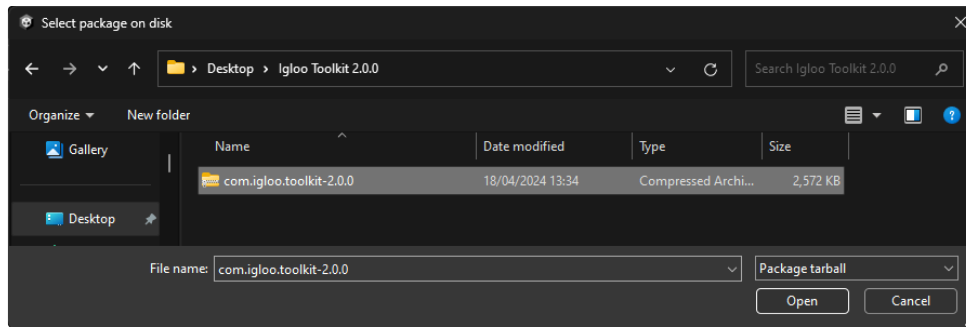 Select package on disk
Desktop > Igloo Toolkit 2.0.0
Search Igloo Toolkit 2.0.0
Organize
New folder
Gallery
Name
Date modified
Type
Size
com.igloo.toolkit-2.0.0
18/04/2024 13:34
Compressed Archi...
2,572 KB
Desktop
File name:
com.igloo.toolkit-2.0.0
Package tarball
Open
Cancel